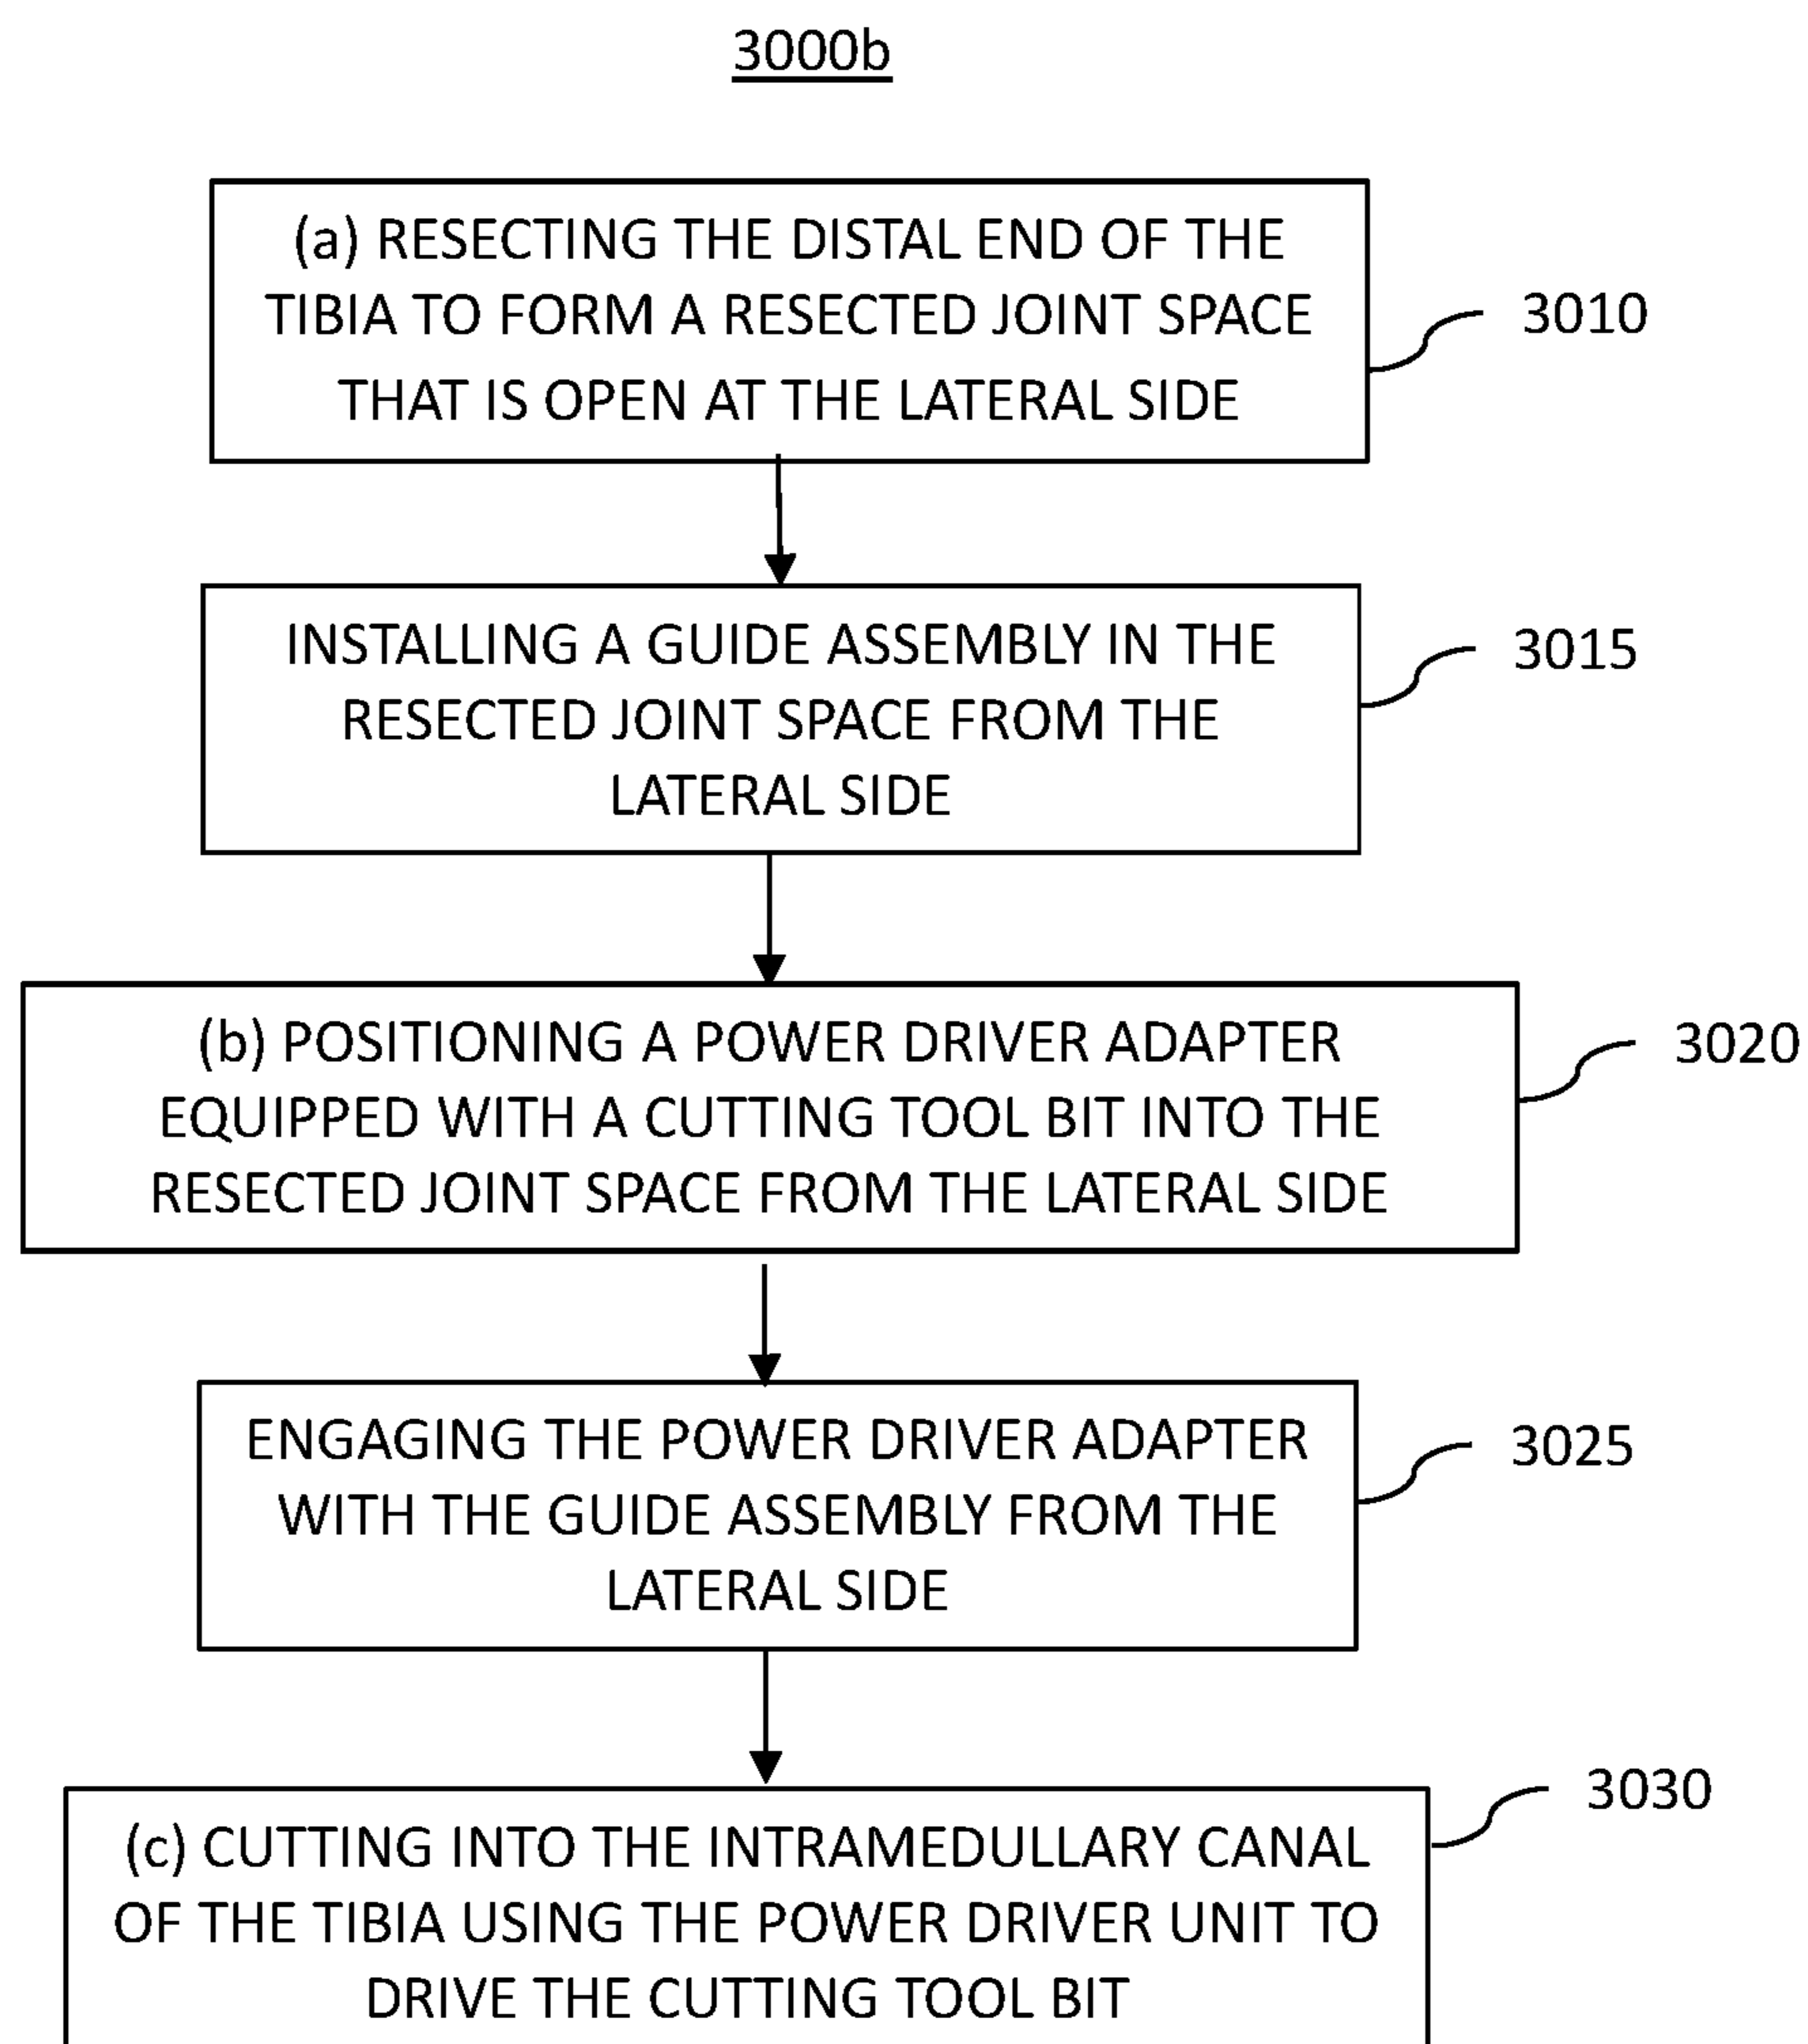 3000b
(a) RESECTING THE DISTAL END OF THE
TIBIA TO FORM A RESECTED JOINT SPACE
THAT IS OPEN AT THE LATERAL SIDE
3010
INSTALLING A GUIDE ASSEMBLY IN THE
RESECTED JOINT SPACE FROM THE
LATERAL SIDE
3015
(b) POSITIONING A POWER DRIVER ADAPTER
EQUIPPED WITH A CUTTING TOOL BIT INTO THE
RESECTED JOINT SPACE FROM THE LATERAL SIDE
3020
ENGAGING THE POWER DRIVER ADAPTER
WITH THE GUIDE ASSEMBLY FROM THE
LATERAL SIDE
3025
(c) CUTTING INTO THE INTRAMEDULLARY CANAL
OF THE TIBIA USING THE POWER DRIVER UNIT TO
DRIVE THE CUTTING TOOL BIT
3030